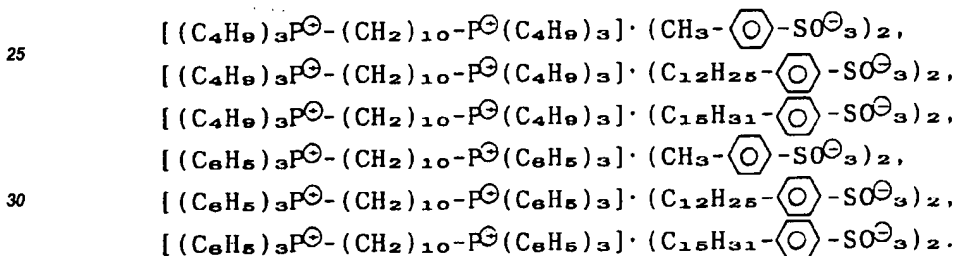 [(C₄H₉)₃P⊕-(CH₂)₁₀-P⊕(C₄H₉)₃]·(CH₃-⌬-SO⊖₃)₂,
25
[(C₄H₉)₃P⊕-(CH₂)₁₀-P⊕(C₄H₉)₃]·(C₁₂H₂₅-⌬-SO⊖₃)₂,
[(C₄H₉)₃P⊕-(CH₂)₁₀-P⊕(C₄H₉)₃]·(C₁₅H₃₁-⌬-SO⊖₃)₂,
[(C₆H₅)₃P⊕-(CH₂)₁₀-P⊕(C₆H₅)₃]·(CH₃-⌬-SO⊖₃)₂,
30 [(C₆H₅)₃P⊕-(CH₂)₁₀-P⊕(C₆H₅)₃]·(C₁₂H₂₅-⌬-SO⊖₃)₂,
[(C₆H₅)₃P⊕-(CH₂)₁₀-P⊕(C₆H₅)₃]·(C₁₅H₃₁-⌬-SO⊖₃)₂.